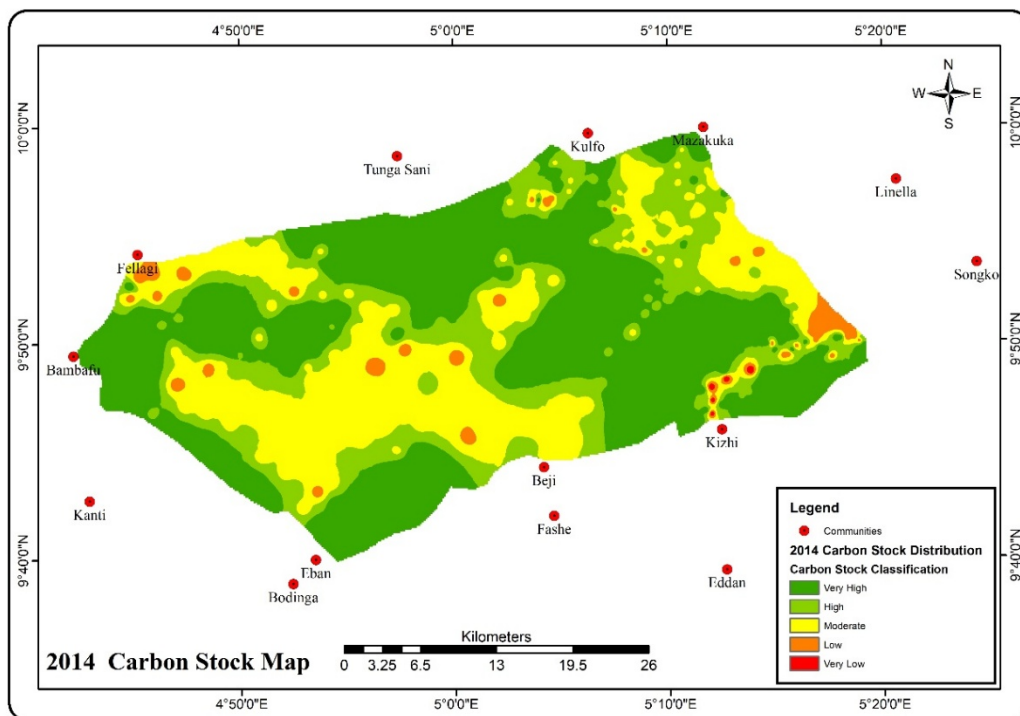 4°50'0"E 5°0'0"E 5°10'0"E 5°20'0"E
N
W E
S
10°0'0"N 10°0'0"N
Kulfo
Mazakuka
Tunga Sani
Linella
Fellagi
Songko
9°50'0"N 9°50'0"N
Bambafu
Kizhi
Beji
Kanti
Fashe
Eban
Eddan
Bodinga
9°40'0"N 9°40'0"N
Legend
Communities
2014 Carbon Stock Distribution
Carbon Stock Classification
Very High
High
Moderate
Low
Very Low
2014 Carbon Stock Map
Kilometers
0 3.25 6.5 13 19.5 26
4°50'0"E 5°0'0"E 5°10'0"E 5°20'0"E